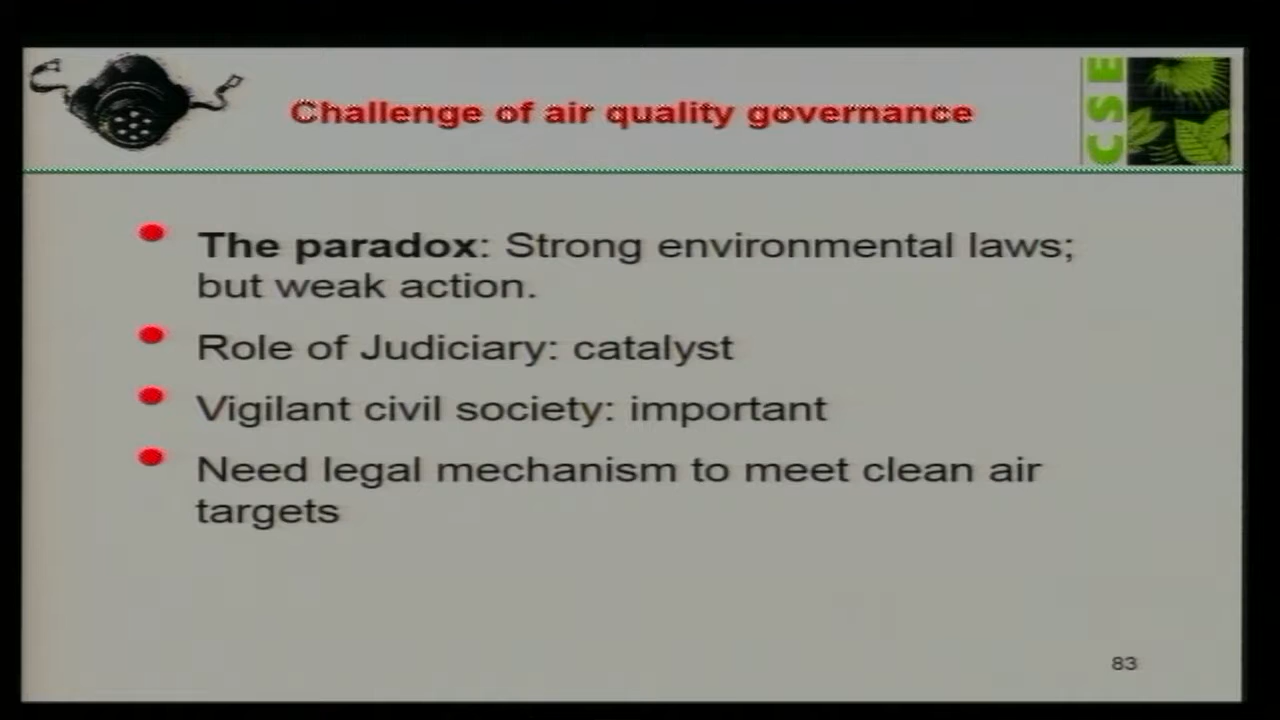 Challenge of air quality governance
CSE
The paradox: Strong environmental laws;
but weak action.
Role of Judiciary: catalyst
Vigilant civil society: important
Need legal mechanism to meet clean air
targets
83